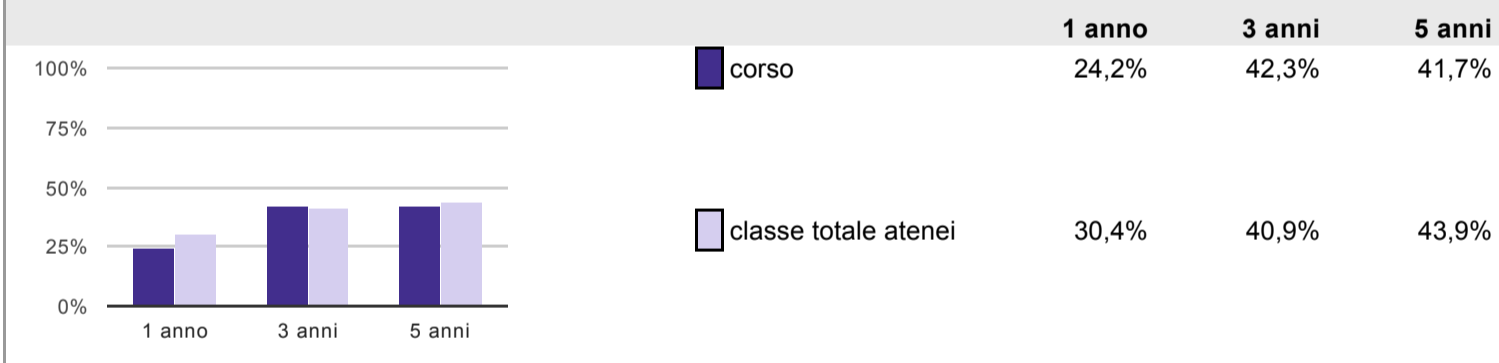 1 anno 3 anni 5 anni
100%
75%
50%
25%
0%
1 anno 3 anni 5 anni
corso 24,2% 42,3% 41,7%
classe totale atenei 30,4% 40,9% 43,9%